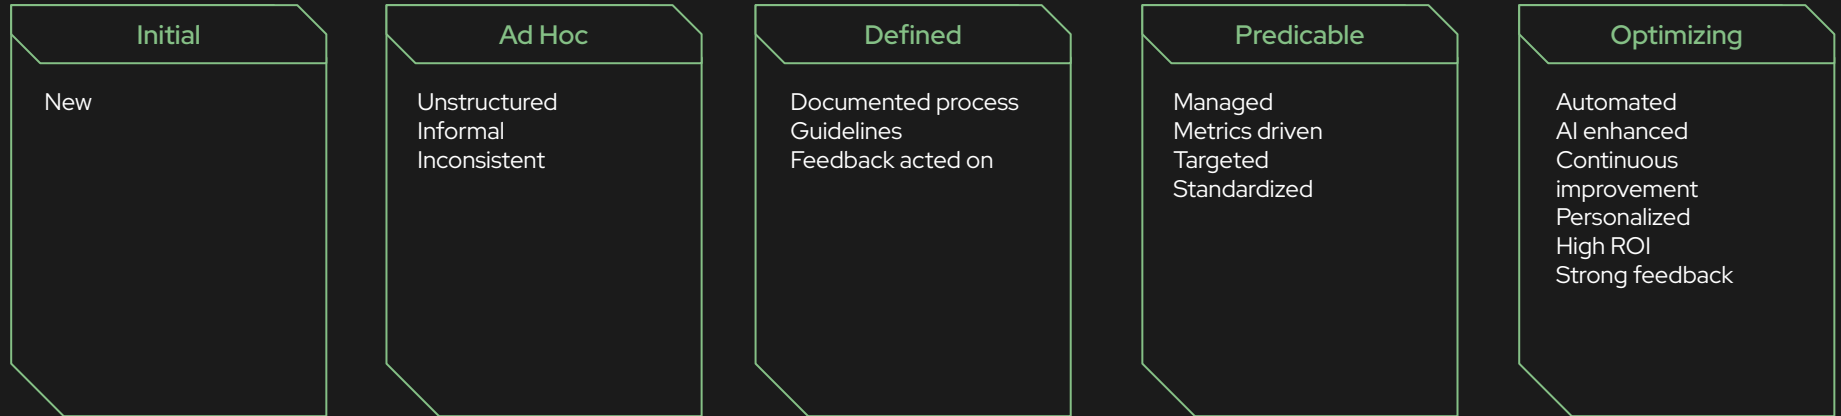 Initial
New
Ad Hoc
Unstructured
Informal
Inconsistent
Defined
Documented process
Guidelines
Feedback acted on
Predicable
Managed
Metrics driven
Targeted
Standardized
Optimizing
Automated
AI enhanced
Continuous
improvement
Personalized
High ROI
Strong feedback